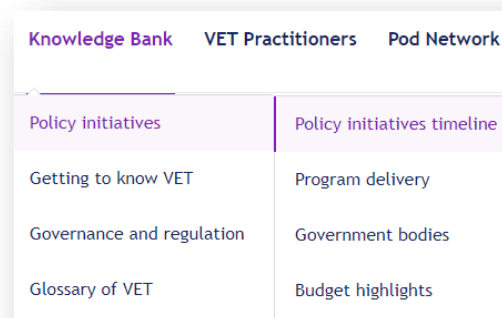 Knowledge Bank VET Practitioners Pod Network
Policy initiatives
Getting to know VET
Governance and regulation
Glossary of VET
Policy initiatives timeline
Program delivery
Government bodies
Budget highlights